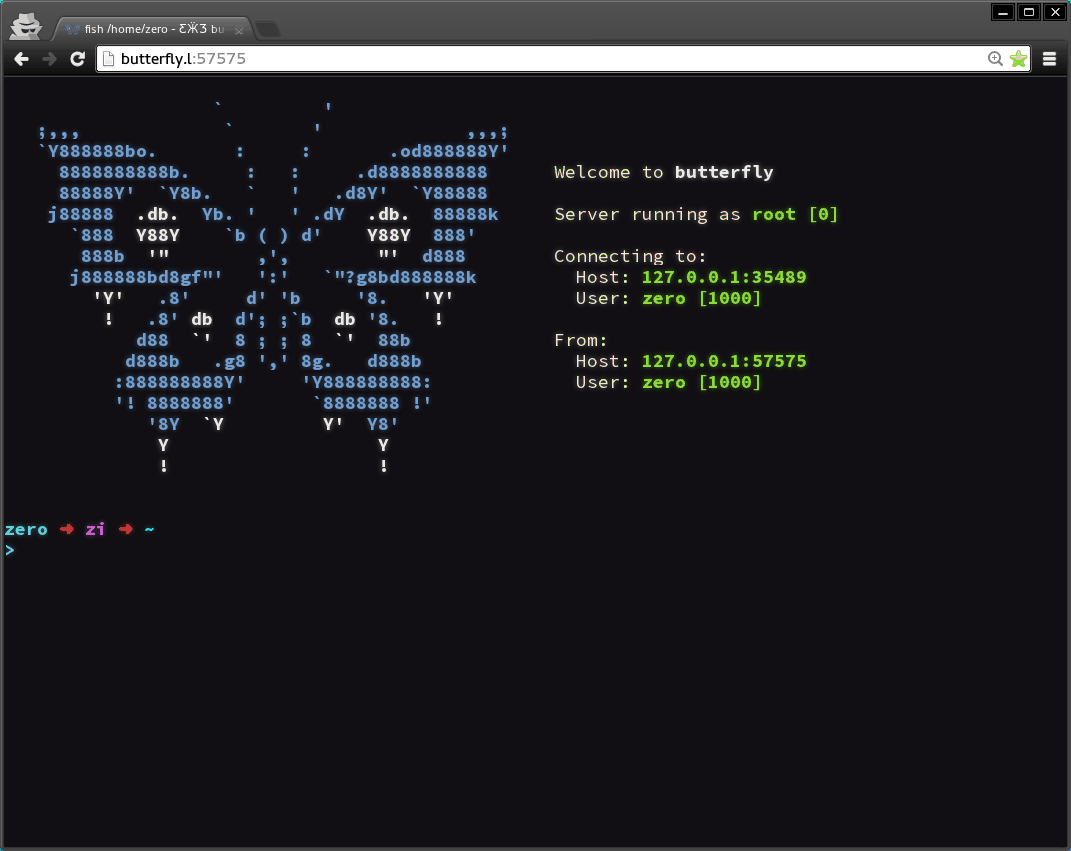 fish /home/zero - ƸӜƷ bu
butterfly.l:57575
                   `         '
   ;,,,             `       '             ,,,;
   `Y888888bo.       :     :       .od888888Y'
     8888888888b.     :   :     .d8888888888
     88888Y'  `Y8b.   `   '   .d8Y'  `Y88888
    j88888  .db.  Yb. '   ' .dY  .db.  88888k
      `888  Y88Y    `b ( ) d'    Y88Y  888'
       888b  '"        ,',        "'  d888
      j888888bd8gf"'   ':'   `"?g8bd888888k
        'Y'   .8'     d' 'b     '8.   'Y'
         !   .8' db  d'; ;`b  db '8.   !
            d88  `'  8 ; ; 8  `'  88b
           d888b   .g8 ',' 8g.   d888b
          :888888888Y'     'Y888888888:
          '! 8888888'       `8888888 !'
             '8Y  `Y         Y'  Y8'
              Y                   Y
              !                   !
Welcome to butterfly
Server running as root [0]
Connecting to:
Host: 127.0.0.1:35489
User: zero [1000]
From:
Host: 127.0.0.1:57575
User: zero [1000]
zero ➜ zi ➜ ~
>